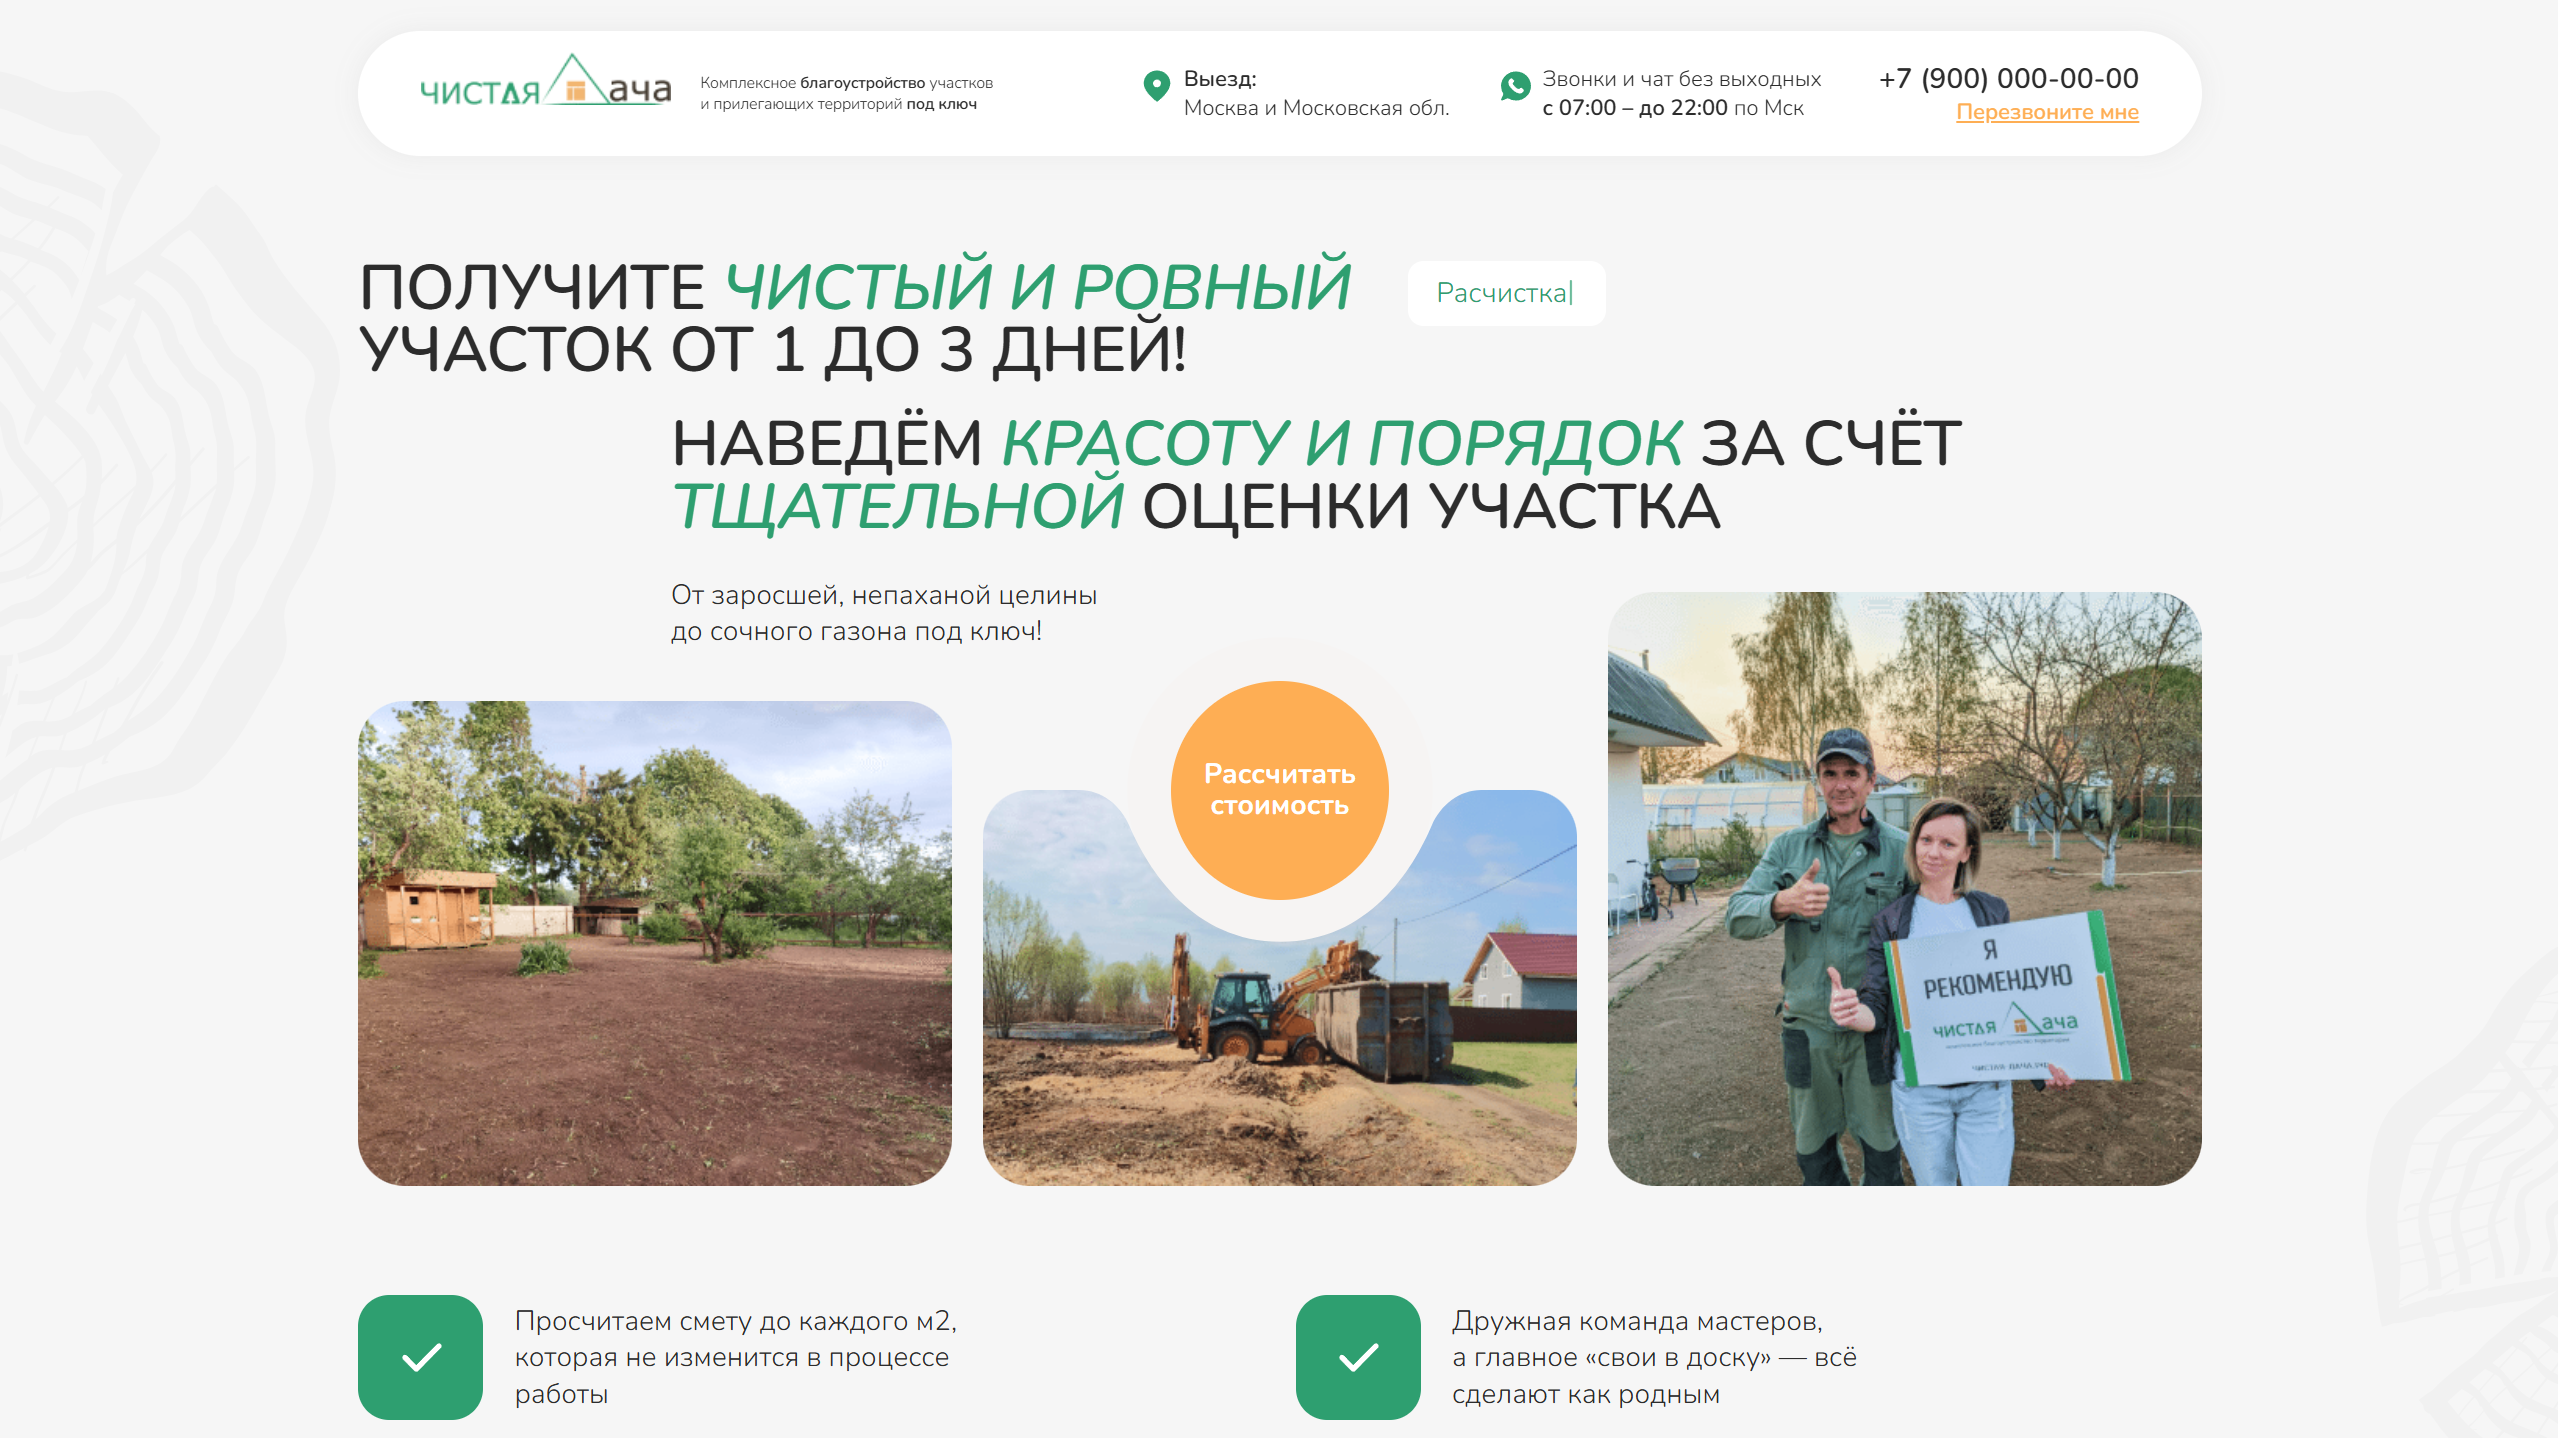 ЧИСТАЯ ДАЧА
Комплексное благоустройство участков
и прилегающих территорий под ключ
Выезд:
Москва и Московская обл.
Звонки и чат без выходных
с 07:00 – до 22:00 по Мск
+7 (900) 000-00-00
Перезвоните мне
ПОЛУЧИТЕ ЧИСТЫЙ И РОВНЫЙ
УЧАСТОК ОТ 1 ДО 3 ДНЕЙ!
Расчистка|
НАВЕДЁМ КРАСОТУ И ПОРЯДОК ЗА СЧЁТ
ТЩАТЕЛЬНОЙ ОЦЕНКИ УЧАСТКА
От заросшей, непаханой целины
до сочного газона под ключ!
Рассчитать
стоимость
Я
РЕКОМЕНДУЮ
ЧИСТАЯ ДАЧА
Просчитаем смету до каждого м2,
которая не изменится в процессе
работы
Дружная команда мастеров,
а главное «свои в доску» — всё
сделают как родным